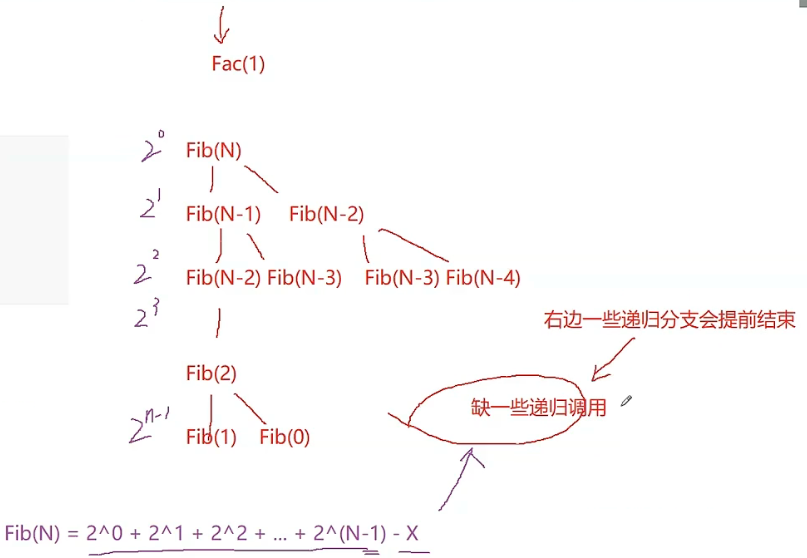 Fac(1)
2^0 Fib(N)
2^1 Fib(N-1) Fib(N-2)
2^2 Fib(N-2) Fib(N-3) Fib(N-3) Fib(N-4)
2^3
右边一些递归分支会提前结束
Fib(2)
缺一些递归调用
2^n-1 Fib(1) Fib(0)
Fib(N) = 2^0 + 2^1 + 2^2 + ... + 2^(N-1) - X